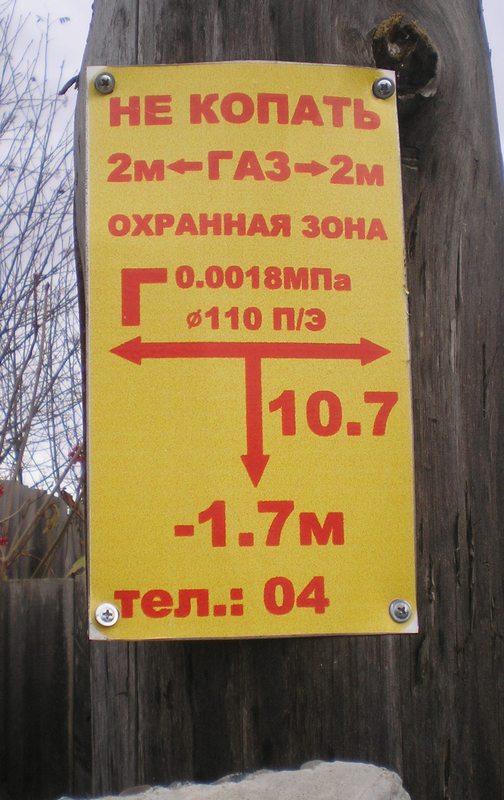 НЕ КОПАТЬ
2м←ГАЗ→2м
ОХРАННАЯ ЗОНА
Г 0.0018МПа
ø110 П/Э
10.7
-1.7м
тел.: 04